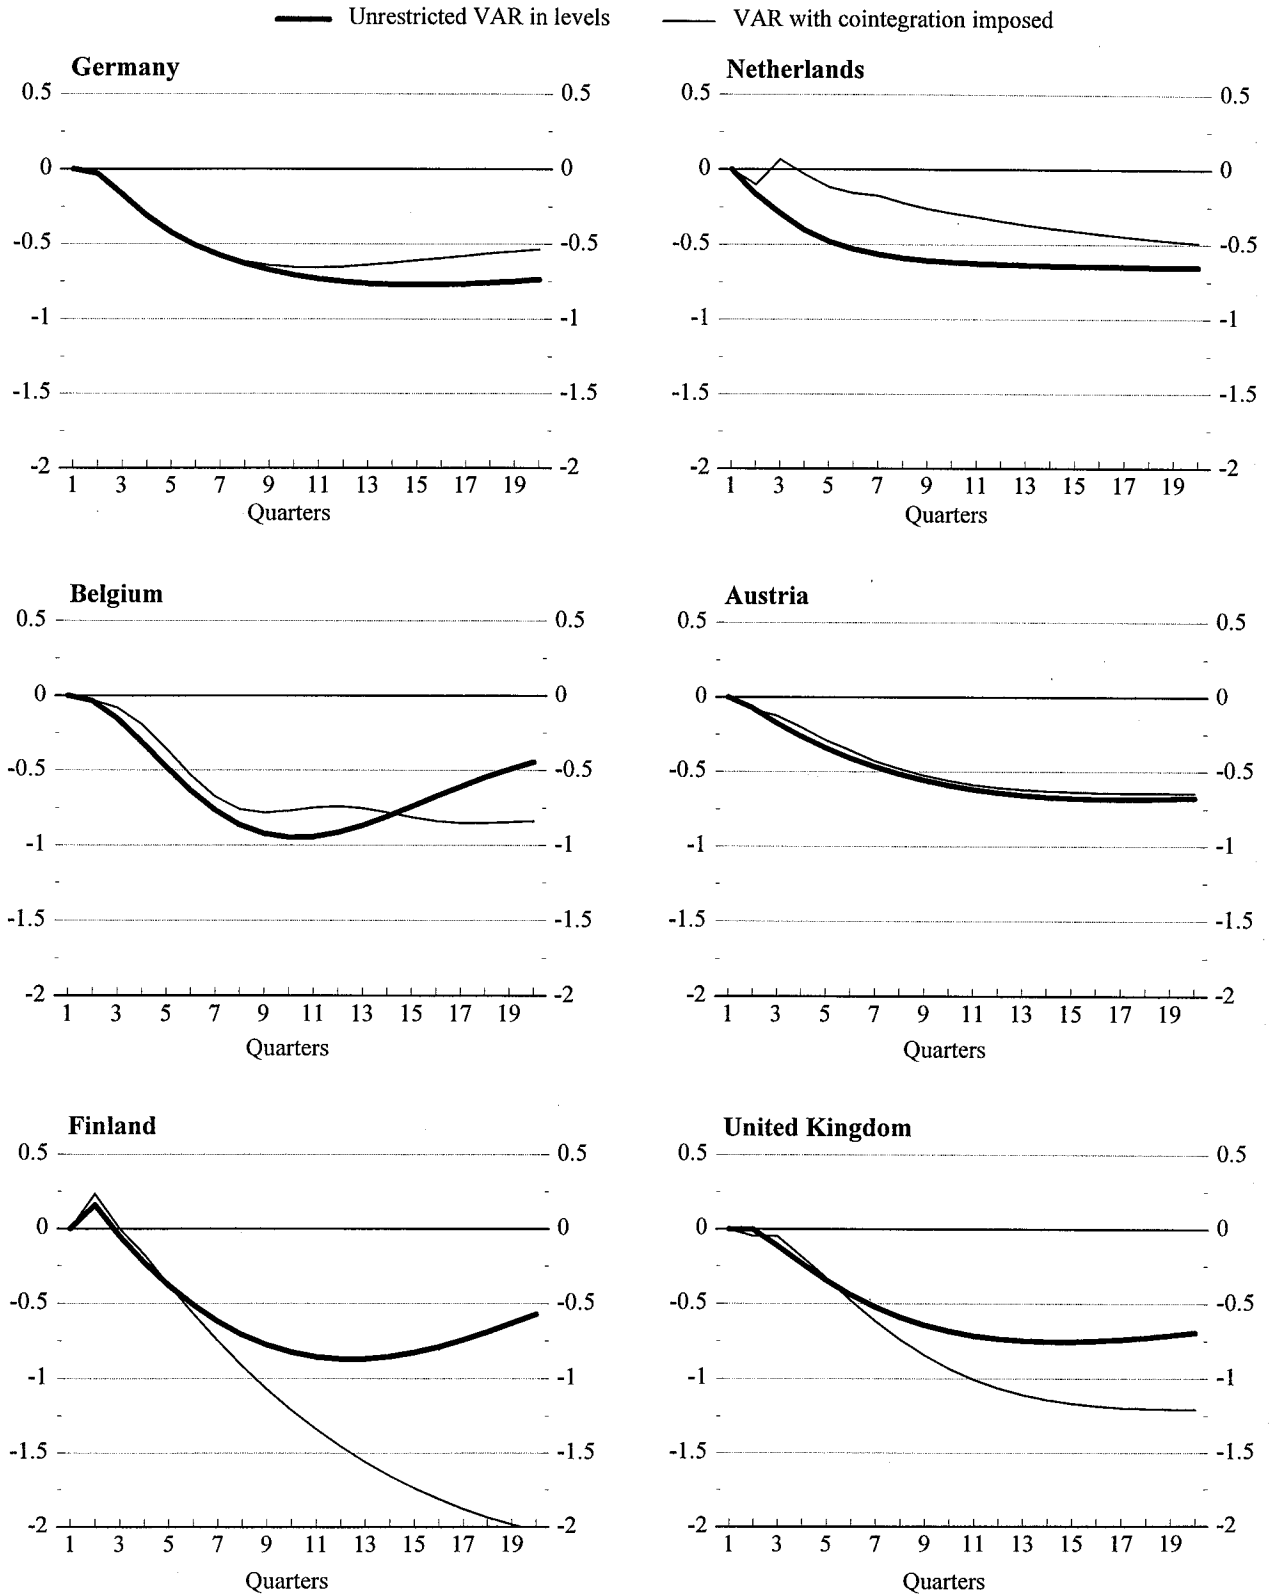 Unrestricted VAR in levels VAR with cointegration imposed
Germany Netherlands
0.5 0.5 0.5 0.5
0 0 0 0
-0.5 -0.5 -0.5 -0.5
-1 -1 -1 -1
-1.5 -1.5 -1.5 -1.5
-2 -2 -2 -2
1 3 5 7 9 11 13 15 17 19 1 3 5 7 9 11 13 15 17 19
Quarters Quarters
Belgium Austria
0.5 0.5 0.5 0.5
0 0 0 0
-0.5 -0.5 -0.5 -0.5
-1 -1 -1 -1
-1.5 -1.5 -1.5 -1.5
-2 -2 -2 -2
1 3 5 7 9 11 13 15 17 19 1 3 5 7 9 11 13 15 17 19
Quarters Quarters
Finland United Kingdom
0.5 0.5 0.5 0.5
0 0 0 0
-0.5 -0.5 -0.5 -0.5
-1 -1 -1 -1
-1.5 -1.5 -1.5 -1.5
-2 -2 -2 -2
1 3 5 7 9 11 13 15 17 19 1 3 5 7 9 11 13 15 17 19
Quarters Quarters